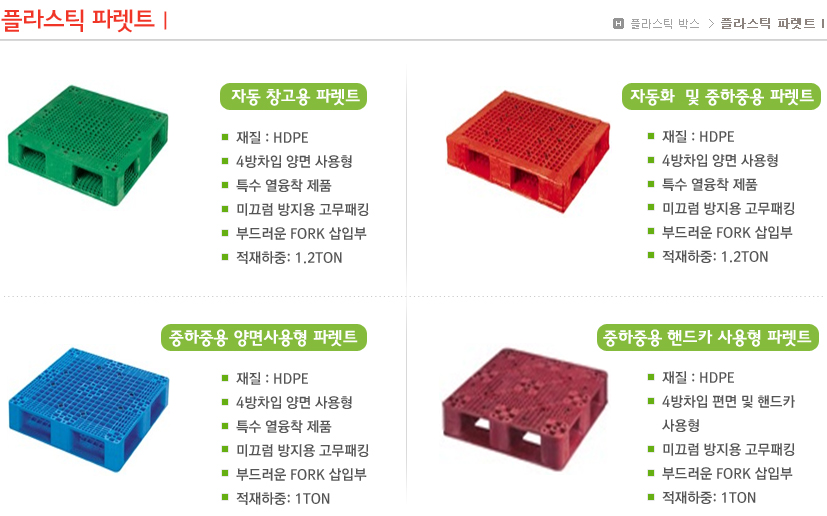 플라스틱 파렛트 |
H 플라스틱 박스 > 플라스틱 파렛트 |
자동 창고용 파렛트
■ 재질 : HDPE
■ 4방차입 양면 사용형
■ 특수 열융착 제품
■ 미끄럼 방지용 고무패킹
■ 부드러운 FORK 삽입부
■ 적재하중: 1.2TON
자동화 및 중하중용 파렛트
■ 재질 : HDPE
■ 4방차입 양면 사용형
■ 특수 열융착 제품
■ 미끄럼 방지용 고무패킹
■ 부드러운 FORK 삽입부
■ 적재하중: 1.2TON
중하중용 양면사용형 파렛트
■ 재질 : HDPE
■ 4방차입 양면 사용형
■ 특수 열융착 제품
■ 미끄럼 방지용 고무패킹
■ 부드러운 FORK 삽입부
■ 적재하중: 1TON
중하중용 핸드카 사용형 파렛트
■ 재질 : HDPE
■ 4방차입 편면 및 핸드카
사용형
■ 미끄럼 방지용 고무패킹
■ 부드러운 FORK 삽입부
■ 적재하중: 1TON